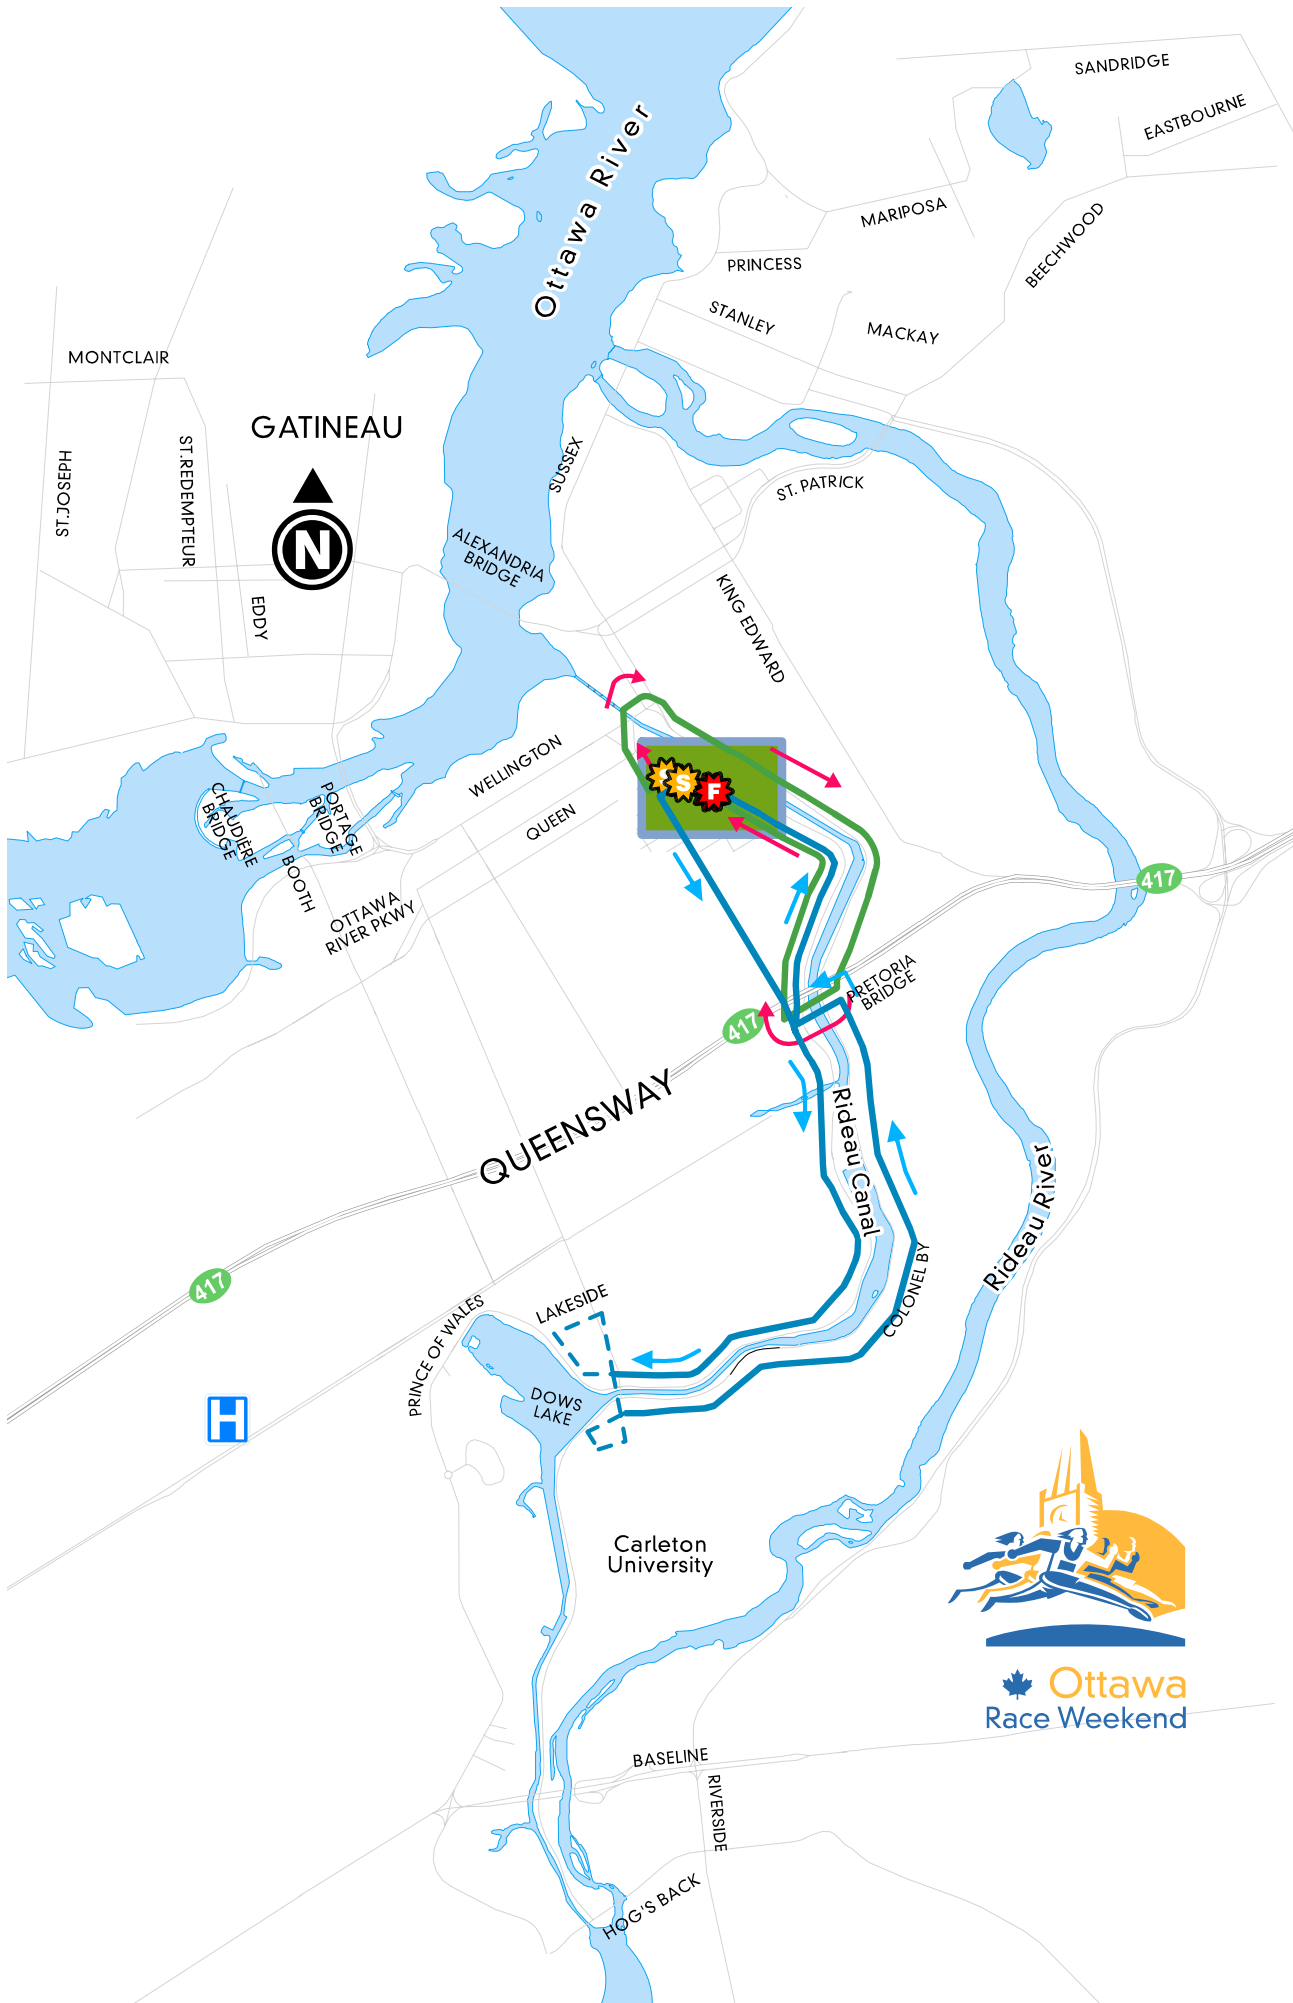 SANDRIDGE
EASTBOURNE
Ottawa River
MARIPOSA
BEECHWOOD
PRINCESS
STANLEY
MACKAY
MONTCLAIR
GATINEAU
ST.JOSEPH
ST.REDEMPTEUR
SUSSEX
ST. PATRICK
N
ALEXANDRIA
BRIDGE
EDDY
KING EDWARD
WELLINGTON
QUEEN
S
F
CHAUDIÈRE
BRIDGE
PORTAGE
BRIDGE
BOOTH
OTTAWA
RIVER PKWY
417
PRETORIA
BRIDGE
417
QUEENSWAY
Rideau Canal
Rideau River
417
COLONEL BY
LAKESIDE
PRINCE OF WALES
DOWS
LAKE
H
Carleton
University
Ottawa
Race Weekend
BASELINE
RIVERSIDE
HOG'S BACK